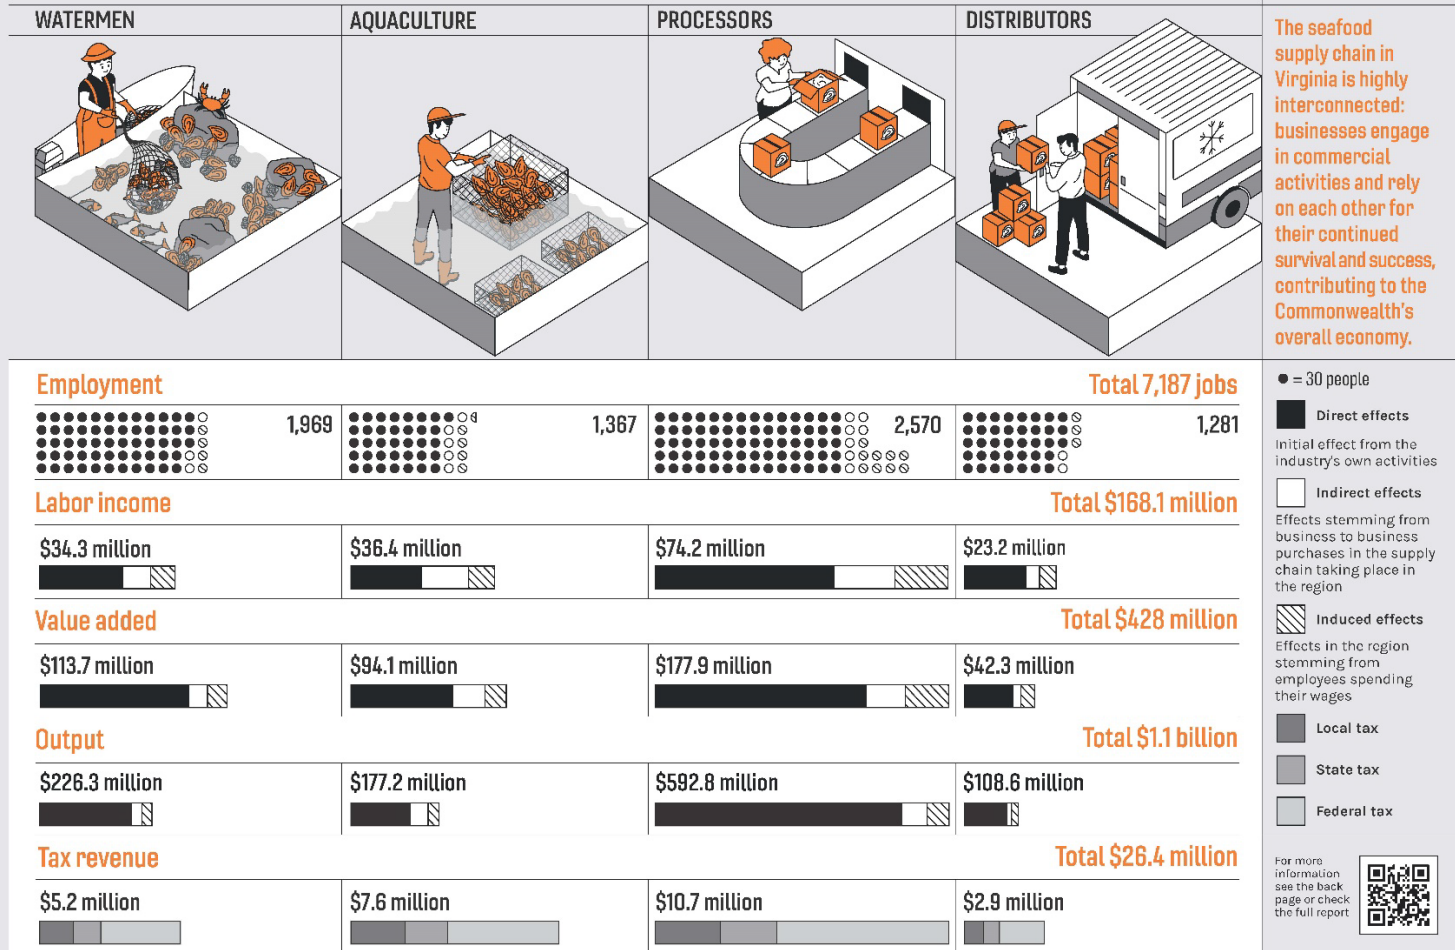 WATERMEN
AQUACULTURE
PROCESSORS
DISTRIBUTORS
The seafood
supply chain in
Virginia is highly
interconnected:
businesses engage
in commercial
activities and rely
on each other for
their continued
survival and success,
contributing to the
Commonwealth's
overall economy.
Employment
Total 7,187 jobs
1,969
1,367
2,570
1,281
Labor income
Total $168.1 million
$34.3 million
$36.4 million
$74.2 million
$23.2 million
Value added
Total $428 million
$113.7 million
$94.1 million
$177.9 million
$42.3 million
Output
Total $1.1 billion
$226.3 million
$177.2 million
$592.8 million
$108.6 million
Tax revenue
Total $26.4 million
$5.2 million
$7.6 million
$10.7 million
$2.9 million
= 30 people
Direct effects
Initial effect from the
industry's own activities
Indirect effects
Effects stemming from
business to business
purchases in the supply
chain taking place in
the region
Induced effects
Effects in the region
stemming from
employees spending
their wages
Local tax
State tax
Federal tax
For more
information
see the back
page or check
the full report